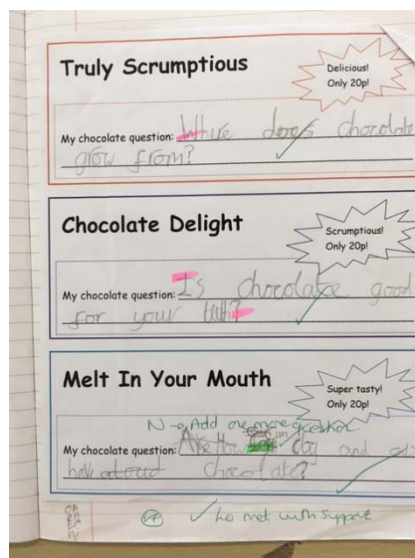 Truly Scrumptious
Delicious!
Only 20p!
My chocolate question: Where does chocolate
grow from?
Chocolate Delight
Scrumptious!
Only 20p!
My chocolate question: Is chocolate good
for your teeth?
Melt In Your Mouth
Super tasty!
Only 20p!
N → Add one more question.
My chocolate question: dog and
chocolate?
✓ LO met with support